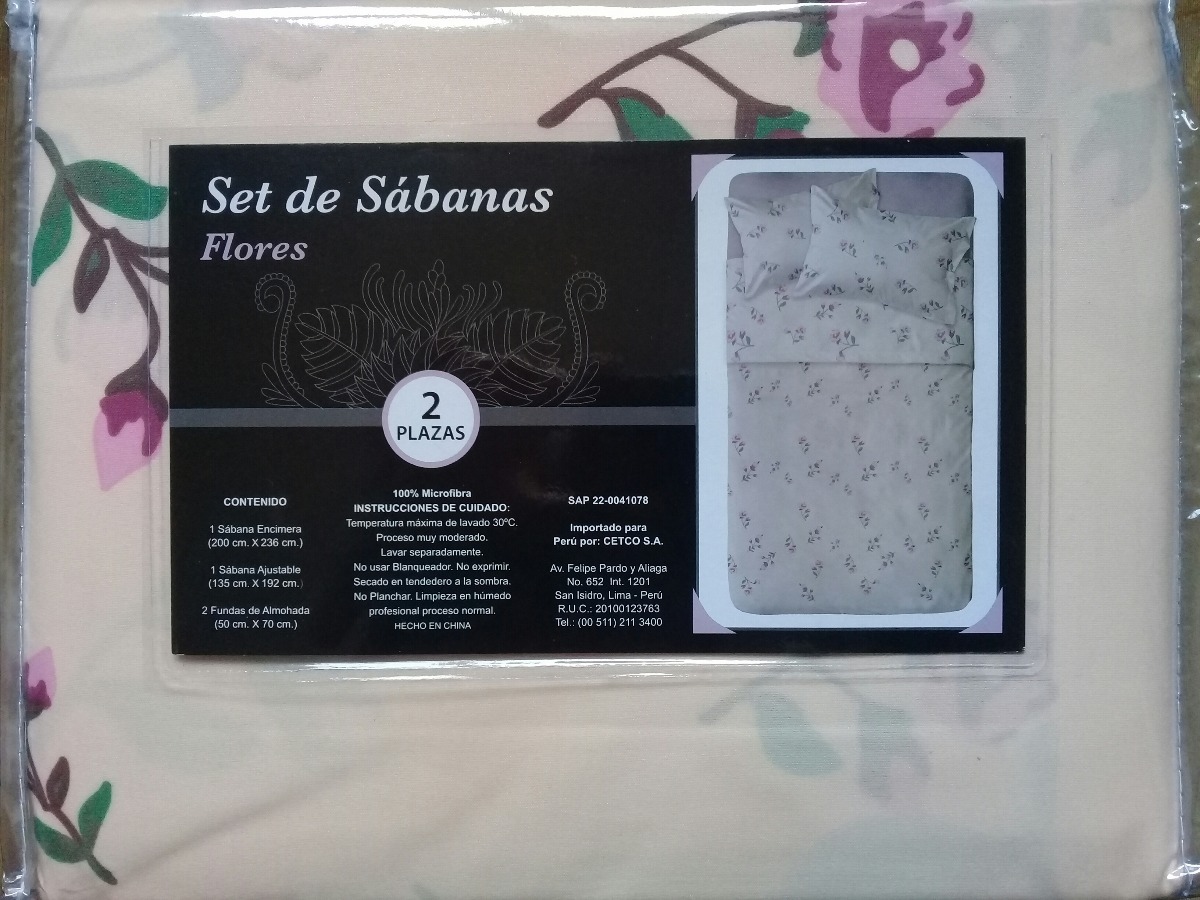 Set de Sábanas
Flores
2
PLAZAS
CONTENIDO
1 Sábana Encimera
(200 cm. X 236 cm.)
1 Sábana Ajustable
(135 cm. X 192 cm.)
2 Fundas de Almohada
(50 cm. X 70 cm.)
100% Microfibra
INSTRUCCIONES DE CUIDADO:
Temperatura máxima de lavado 30ºC.
Proceso muy moderado.
Lavar separadamente.
No usar Blanqueador. No exprimir.
Secado en tendedero a la sombra.
No Planchar. Limpieza en húmedo
profesional proceso normal.
HECHO EN CHINA
SAP 22-0041078
Importado para
Perú por: CETCO S.A.
Av. Felipe Pardo y Aliaga
No. 652 Int. 1201
San Isidro, Lima - Perú
R.U.C.: 20100123763
Tel.: (00 511) 211 3400